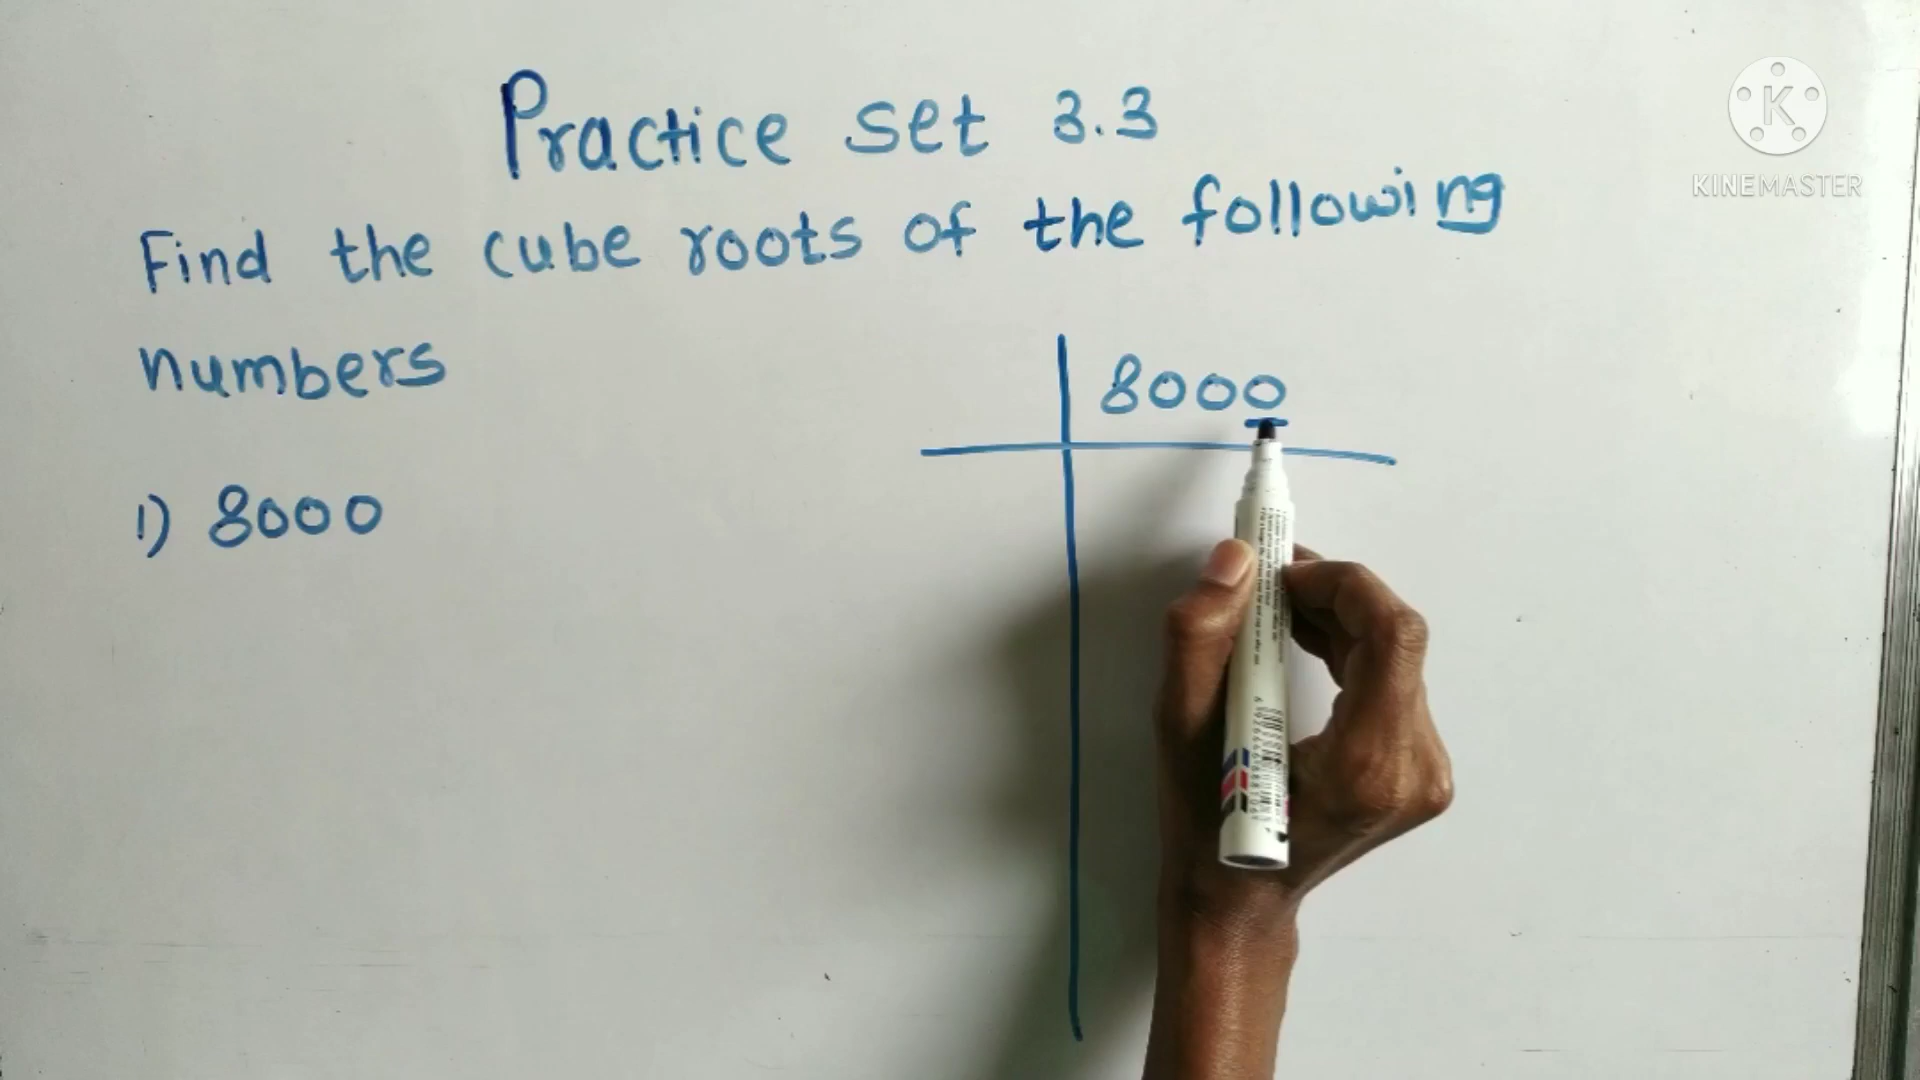 Practice set 3.3
Find the cube roots of the following
numbers
8000
1) 8000
K
KINEMASTER